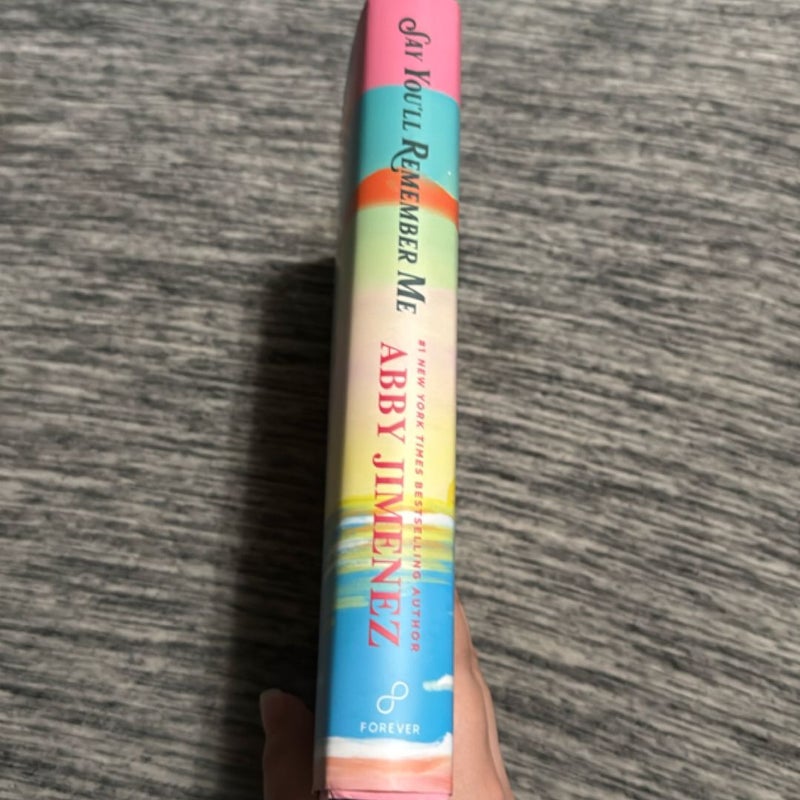 SAY YOU'LL REMEMBER ME
#1 NEW YORK TIMES BESTSELLING AUTHOR
ABBY JIMENEZ
FOREVER